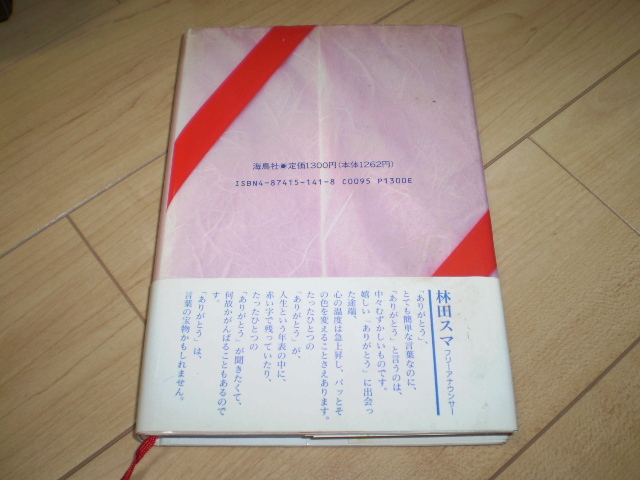 海鳥社●定価1300円(本体1262円)
ISBN4-87415-141-8 C0095 P1300E
林田スマ フリーアナウンサー
「ありがとう」、
とても簡単な言葉なのに、
「ありがとう」と言うのは、
中々むずかしいものです。
嬉しい「ありがとう」に出会っ
た途端、
心の温度は急上昇し、パッとそ
の色を変えることさえあります。
たったひとつの
「ありがとう」が、
人生という年表の中に、
赤い字で残っていたり、
たったひとつの
「ありがとう」が聞きたくて、
何故かがんばることもあるので
す。
「ありがとう」は、
言葉の宝物かもしれません。